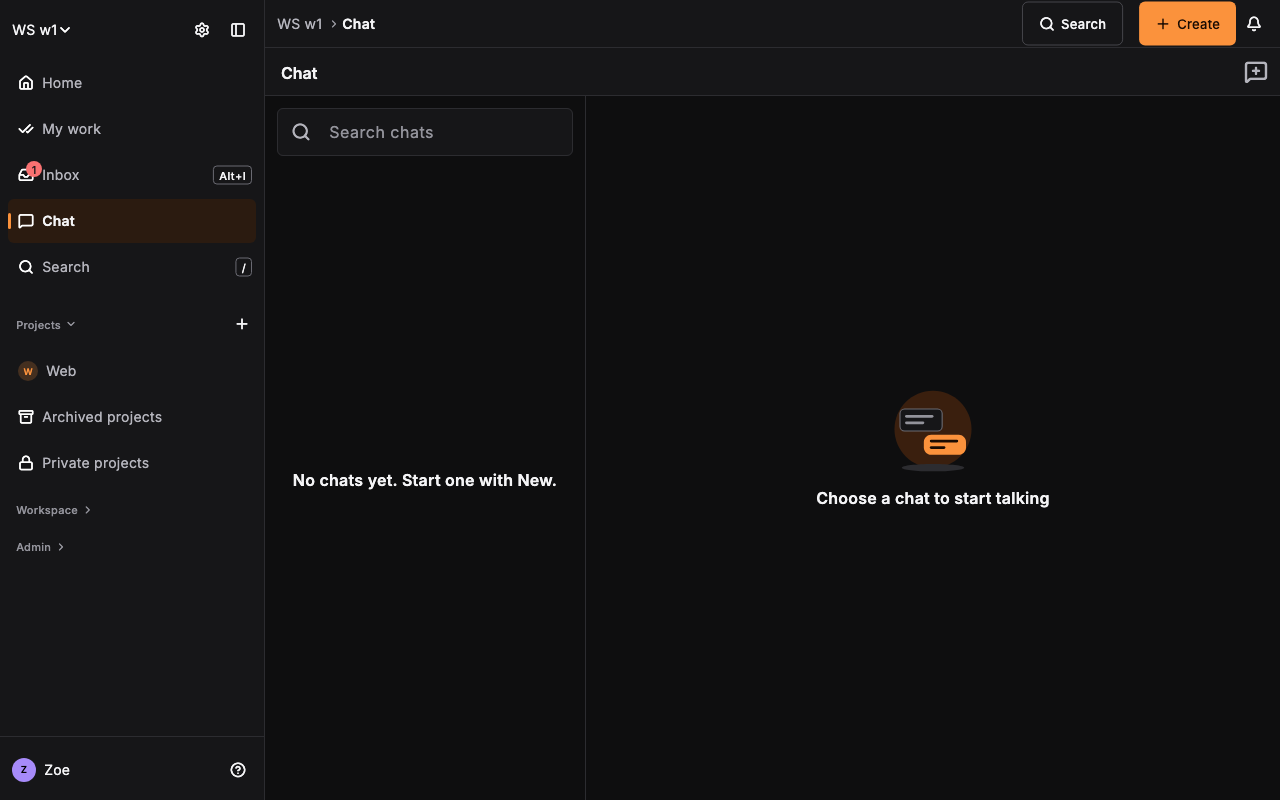 WS w1
Home
My work
1
Inbox
Alt+I
Chat
Search
/
Projects
W
Web
Archived projects
Private projects
Workspace
Admin
Z
Zoe
WS w1 > Chat
Search
+ Create
Chat
Search chats
No chats yet. Start one with New.
Choose a chat to start talking